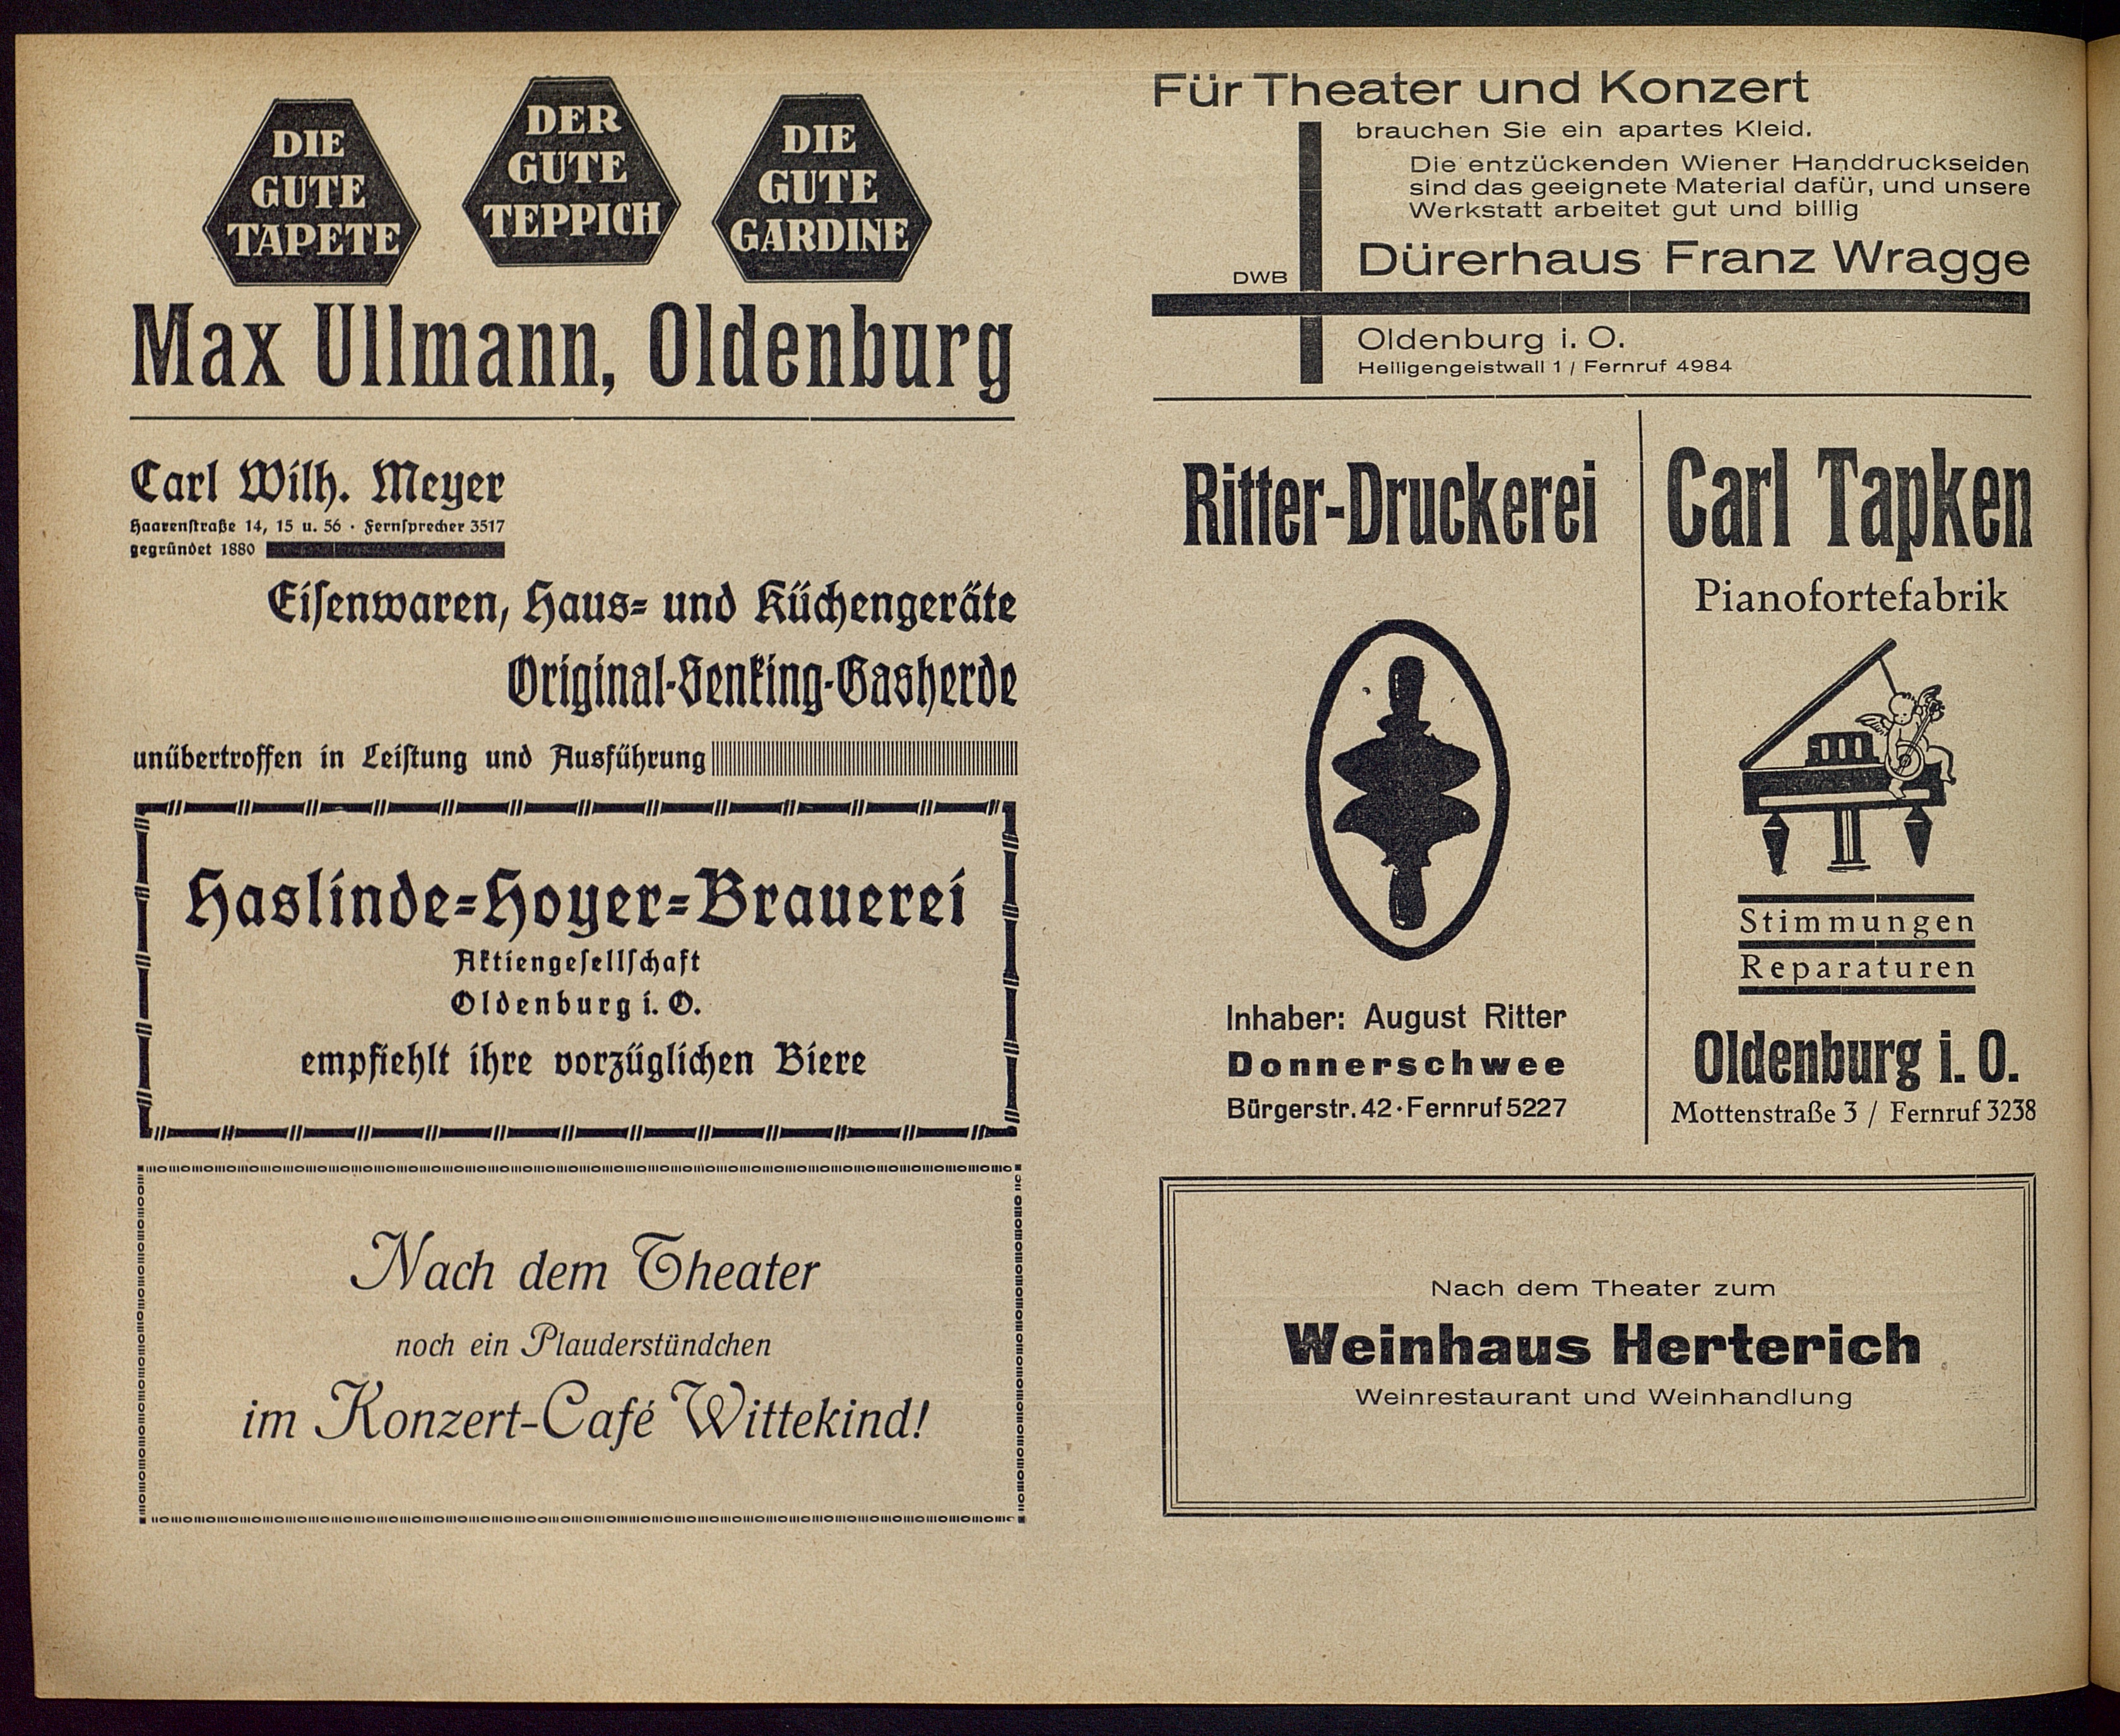 DIE
GUTE
TAPETE
DER
GUTE
TEPPICH
DIE
GUTE
GARDINE
Max Ullmann, Oldenburg
Carl Wilh. Meyer
Haarenſtraße 14, 15 u. 56 · Fernſprecher 3517
gegründet 1880
Eiſenwaren, Haus- und Küchengeräte
Original-Senking-Gasherde
unübertroffen in Leiſtung und Ausführung
Haslinde-Hoyer-Brauerei
Aktiengeſellſchaft
Oldenburg i. O.
empfiehlt ihre vorzüglichen Biere
Nach dem Theater
noch ein Plauderstündchen
im Konzert-Café Wittekind!
Für Theater und Konzert
brauchen Sie ein apartes Kleid.
Die entzückenden Wiener Handdruckseiden
sind das geeignete Material dafür, und unsere
Werkstatt arbeitet gut und billig
DWB
Dürerhaus Franz Wragge
Oldenburg i. O.
Heiligengeistwall 1 / Fernruf 4984
Ritter-Druckerei
Inhaber: August Ritter
Donnerschwee
Bürgerstr. 42 · Fernruf 5227
Carl Tapken
Pianofortefabrik
Stimmungen
Reparaturen
Oldenburg i. O.
Mottenstraße 3 / Fernruf 3238
Nach dem Theater zum
Weinhaus Herterich
Weinrestaurant und Weinhandlung